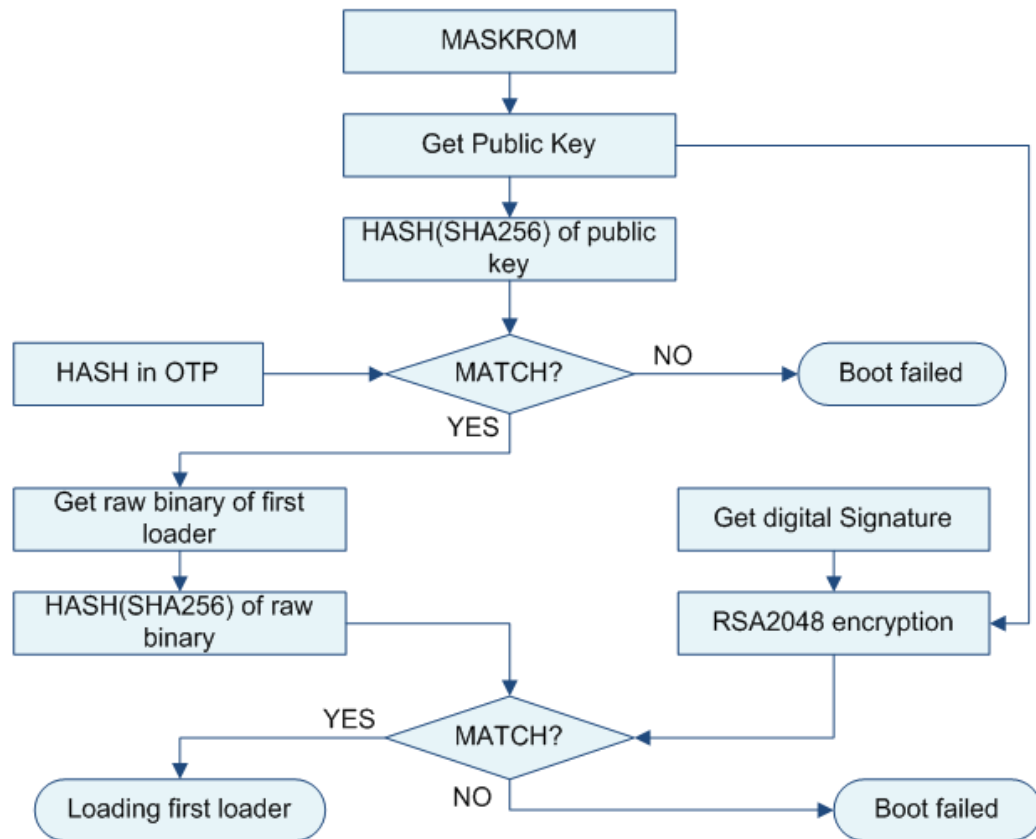 MASKROM
Get Public Key
HASH(SHA256) of public
key
HASH in OTP
MATCH?
NO
Boot failed
YES
Get raw binary of first
loader
Get digital Signature
HASH(SHA256) of raw
binary
RSA2048 encryption
YES
MATCH?
NO
Loading first loader
Boot failed